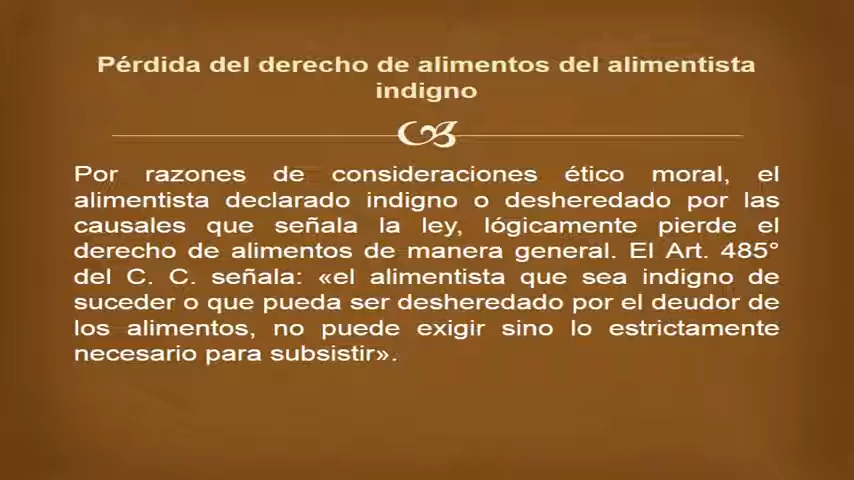 Pérdida del derecho de alimentos del alimentista
indigno
Por razones de consideraciones ético moral, el
alimentista declarado indigno o desheredado por las
causales que señala la ley, lógicamente pierde el
derecho de alimentos de manera general. El Art. 485°
del C. C. señala: «el alimentista que sea indigno de
suceder o que pueda ser desheredado por el deudor de
los alimentos, no puede exigir sino lo estrictamente
necesario para subsistir».